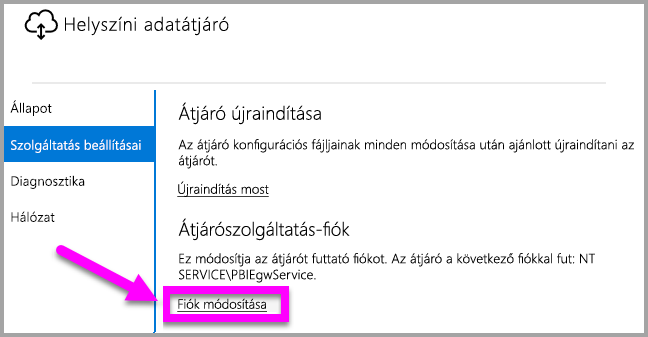 Helyszíni adatátjáró
Állapot
Szolgáltatás beállításai
Diagnosztika
Hálózat
Átjáró újraindítása
Az átjáró konfigurációs fájljainak minden módosítása után ajánlott újraindítani az
átjárót.
Újraindítás most
Átjárószolgáltatás-fiók
Ez módosítja az átjárót futtató fiókot. Az átjáró a következő fiókkal fut: NT
SERVICE\PBIEgwService.
Fiók módosítása